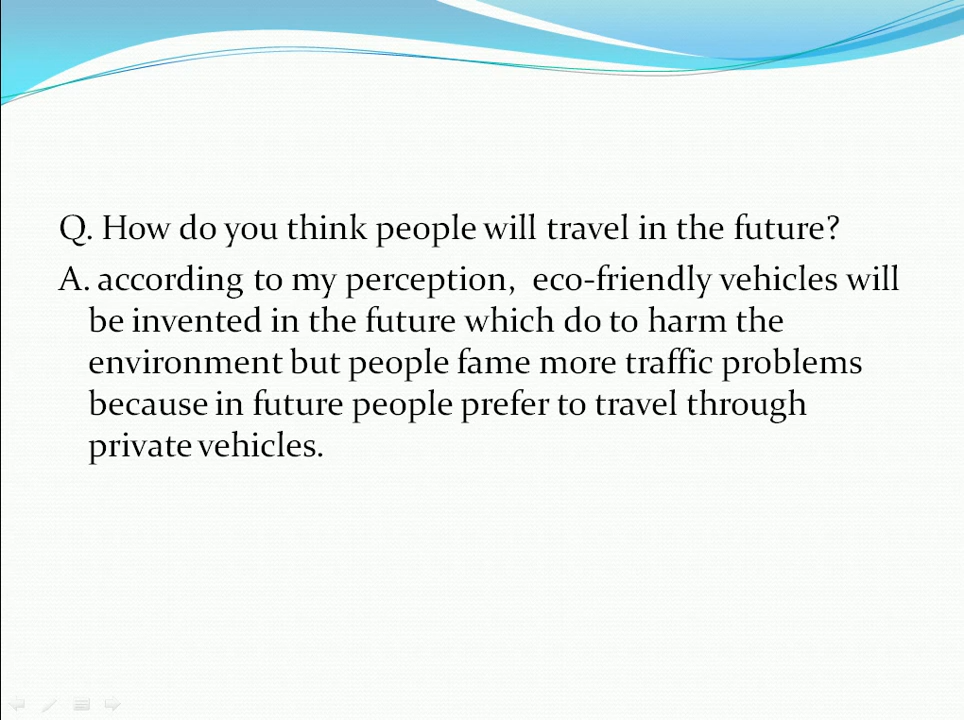 Q. How do you think people will travel in the future?
A. according to my perception, eco-friendly vehicles will
be invented in the future which do to harm the
environment but people fame more traffic problems
because in future people prefer to travel through
private vehicles.